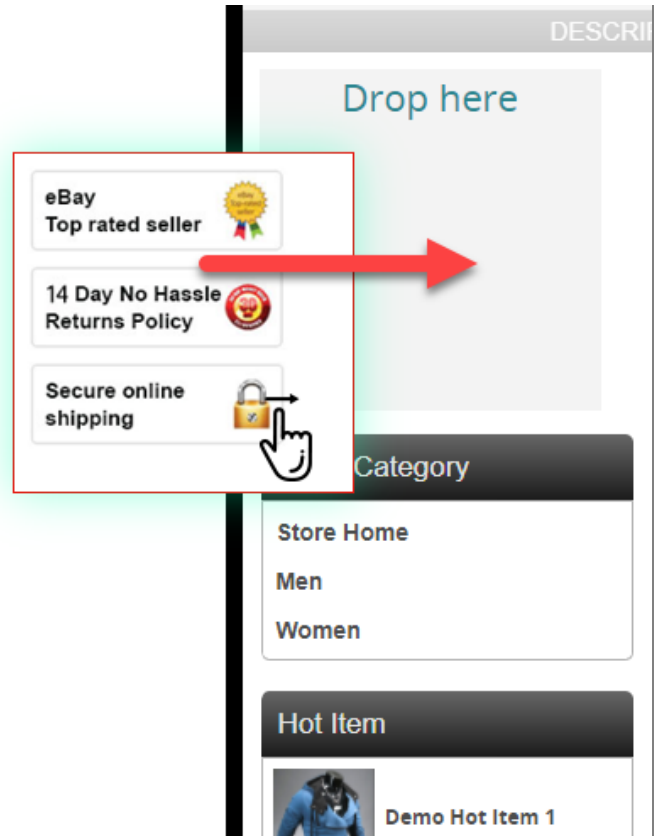 DESCRI
Drop here
eBay
Top rated seller
14 Day No Hassle
Returns Policy
Secure online
shipping
Category
Store Home
Men
Women
Hot Item
Demo Hot Item 1